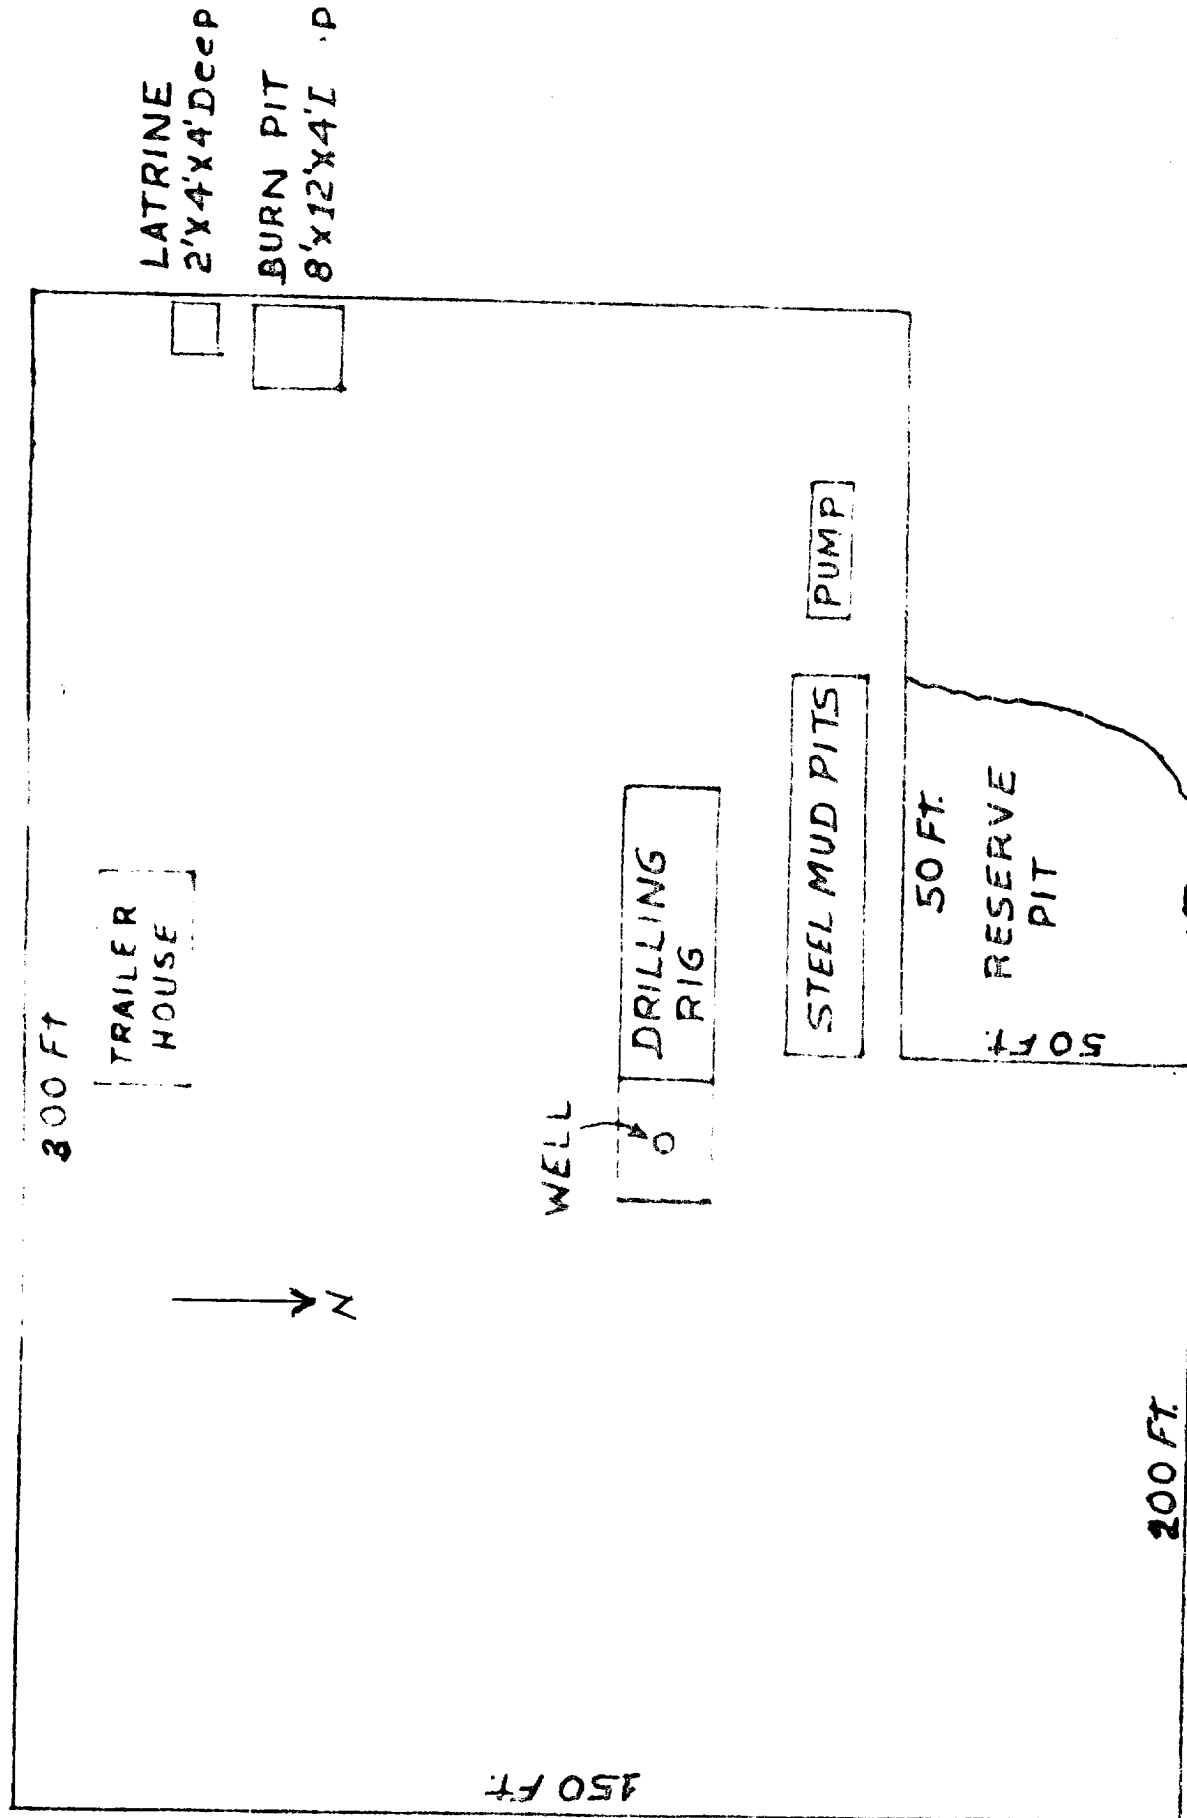 LATRINE
2'X4'X4' Deep
BURN PIT
8'X12'X4'
300 FT
TRAILER
HOUSE
WELL
DRILLING
RIG
STEEL MUD PITS
PUMP
N
50 FT.
RESERVE
PIT
50 FT.
200 FT.
150 FT.